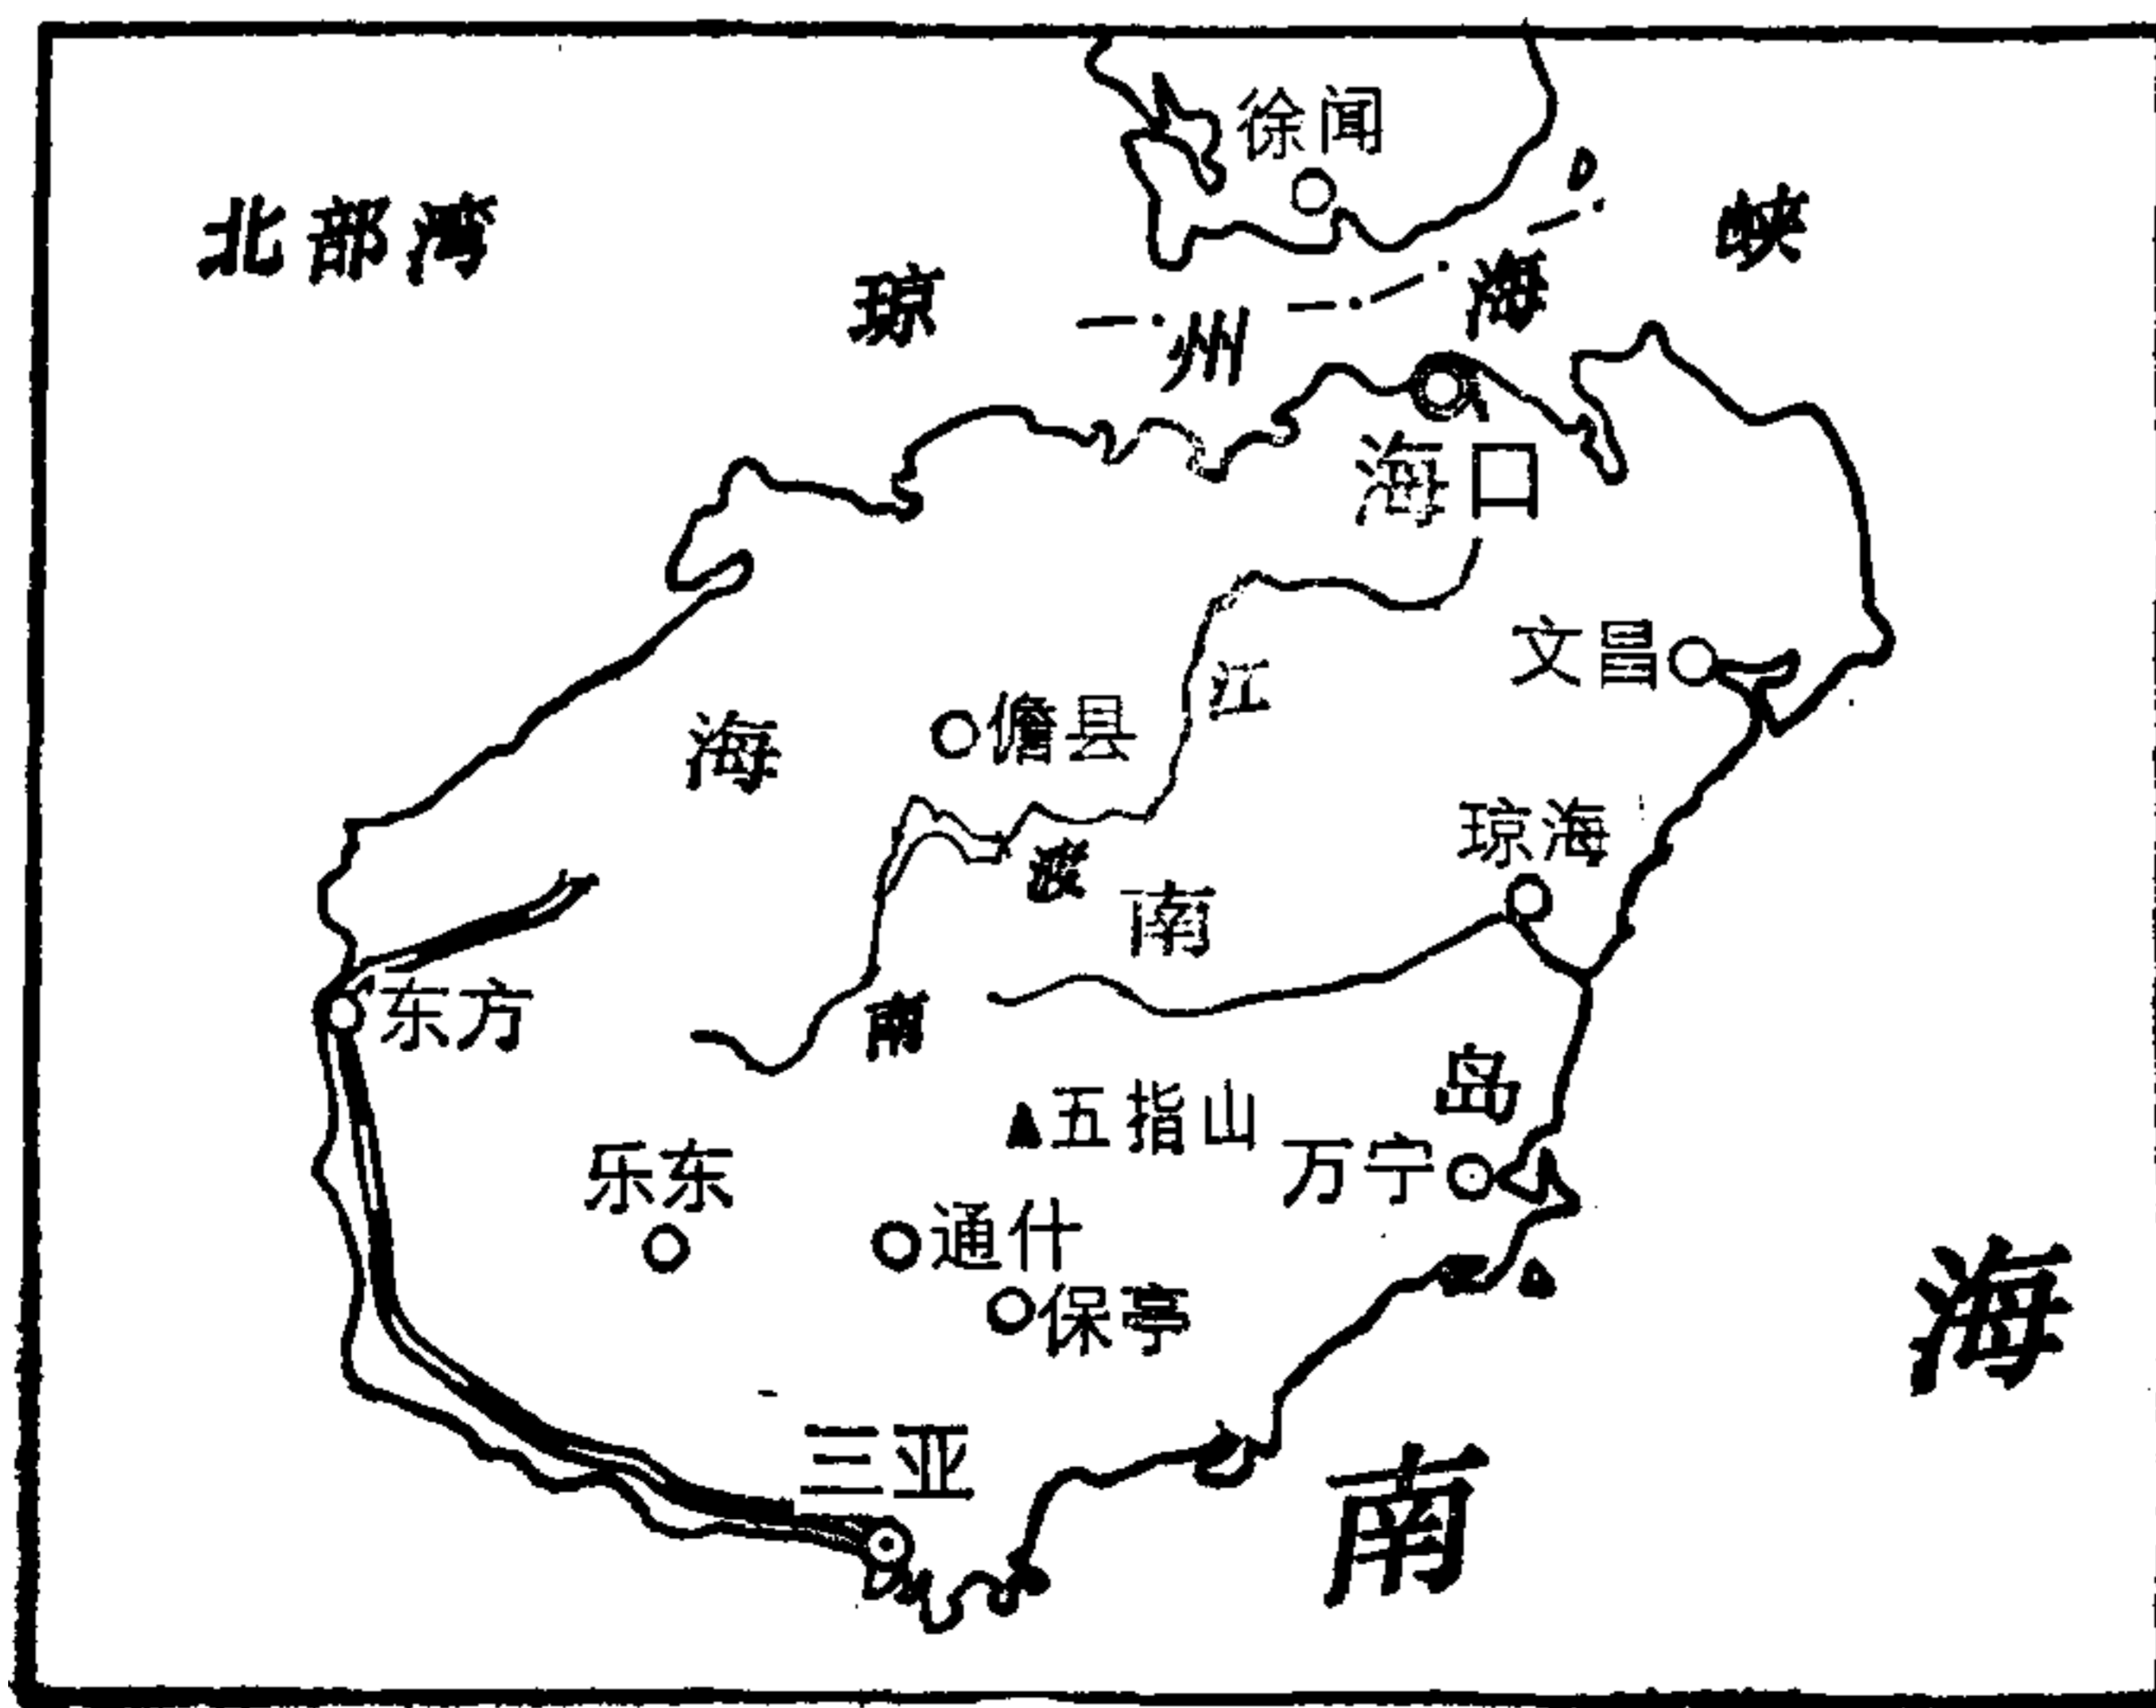 徐闻
北部湾
琼州海峡
海口
文昌
儋县
琼海
南渡江
海南岛
东方
五指山
万宁
乐东
通什
保亭
三亚
南海